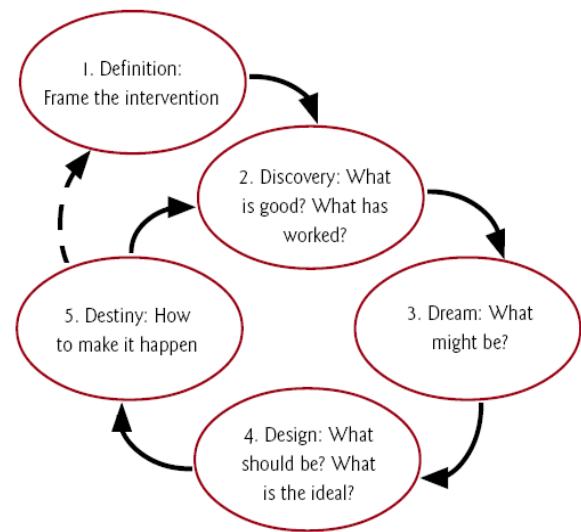 1. Definition:
Frame the intervention
2. Discovery: What
is good? What has
worked?
3. Dream: What
might be?
4. Design: What
should be? What
is the ideal?
5. Destiny: How
to make it happen